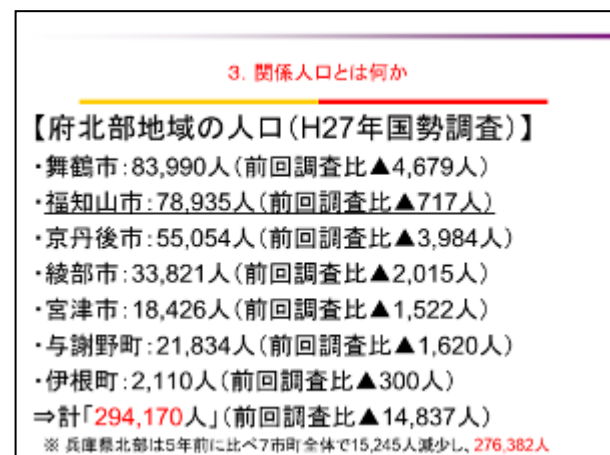 3. 関係人口とは何か
【府北部地域の人口(H27年国勢調査)】
・舞鶴市:83,990人(前回調査比▲4,679人)
・福知山市:78,935人(前回調査比▲717人)
・京丹後市:55,054人(前回調査比▲3,984人)
・綾部市:33,821人(前回調査比▲2,015人)
・宮津市:18,426人(前回調査比▲1,522人)
・与謝野町:21,834人(前回調査比▲1,620人)
・伊根町:2,110人(前回調査比▲300人)
⇒計「294,170人」(前回調査比▲14,837人)
※ 兵庫県北部は5年前に比べ7市町全体で15,245人減少し、276,382人